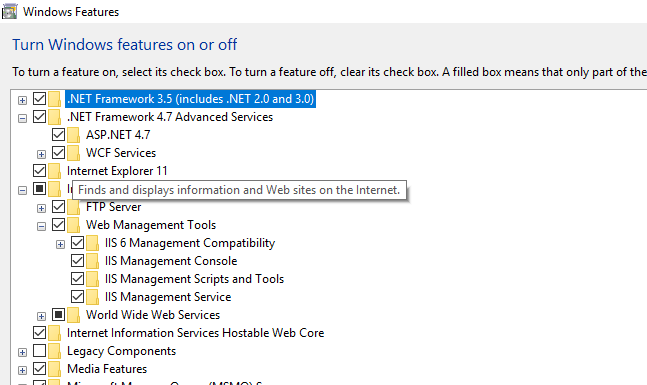 Windows Features
Turn Windows features on or off
To turn a feature on, select its check box. To turn a feature off, clear its check box. A filled box means that only part of the
.NET Framework 3.5 (includes .NET 2.0 and 3.0)
.NET Framework 4.7 Advanced Services
ASP.NET 4.7
WCF Services
Internet Explorer 11
Finds and displays information and Web sites on the Internet.
FTP Server
Web Management Tools
IIS 6 Management Compatibility
IIS Management Console
IIS Management Scripts and Tools
IIS Management Service
World Wide Web Services
Internet Information Services Hostable Web Core
Legacy Components
Media Features